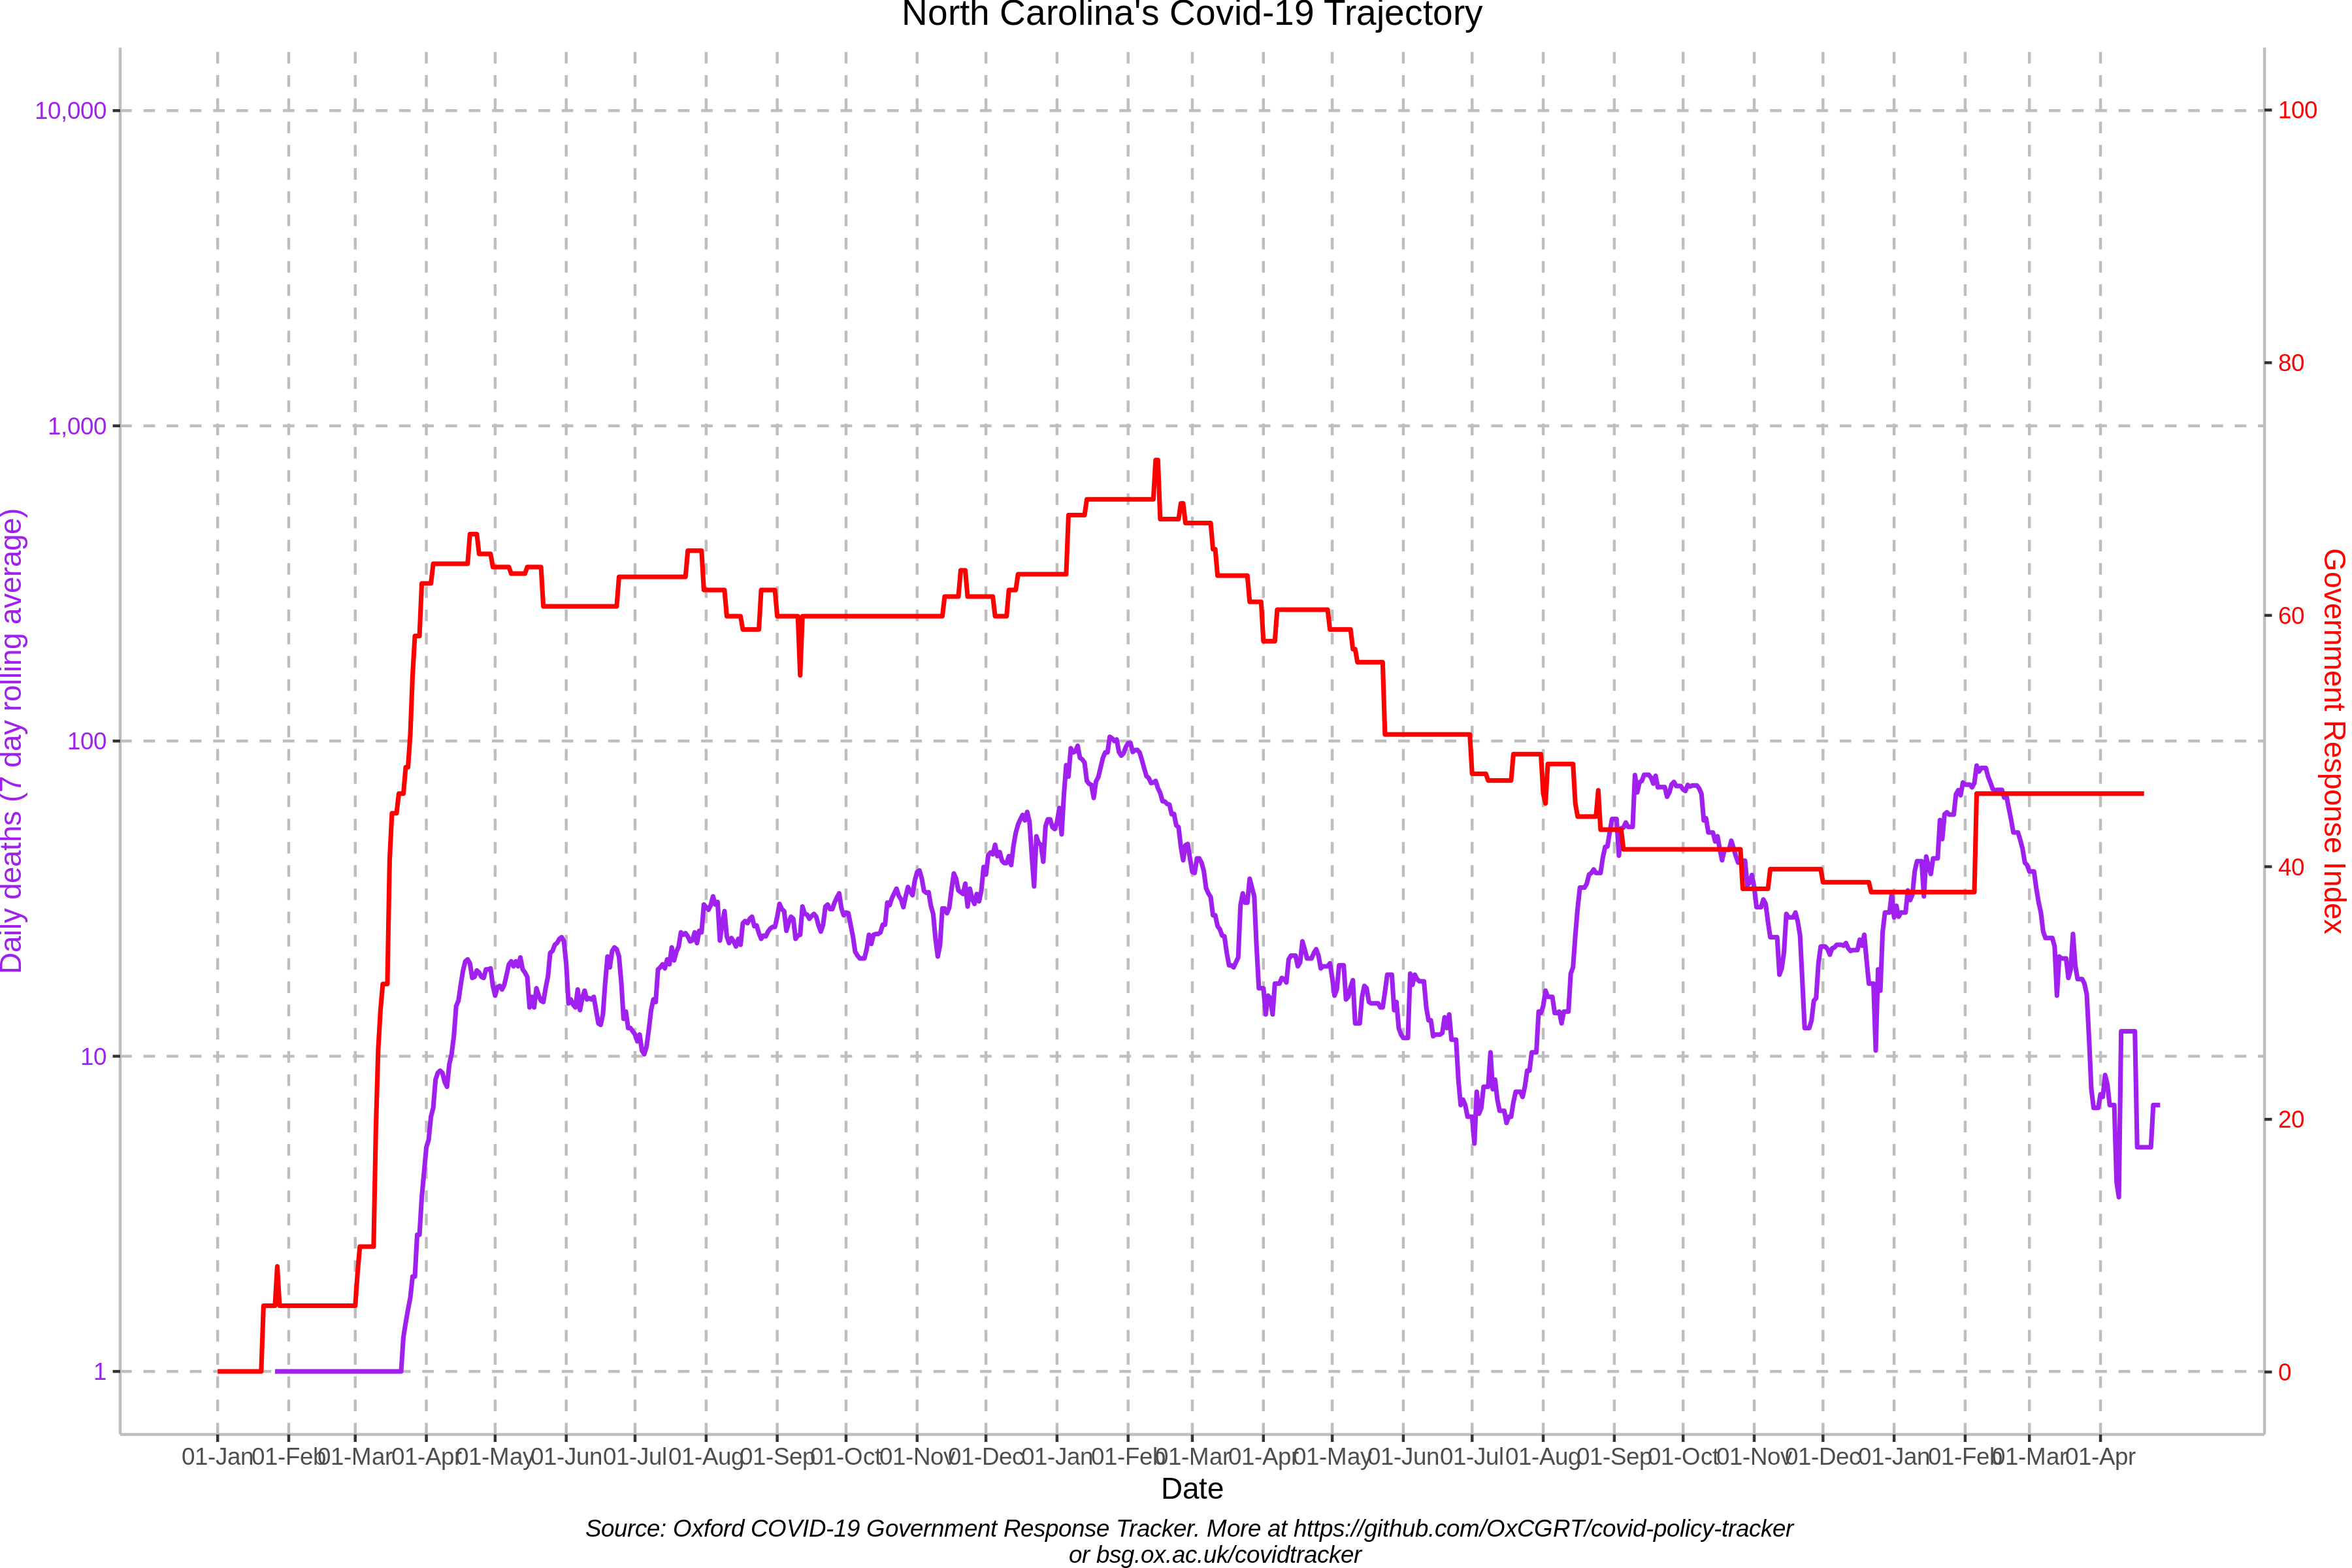 North Carolina's Covid-19 Trajectory
10,000
1,000
100
10
1
Daily deaths (7 day rolling average)
100
80
60
40
20
0
Government Response Index
01-Jan 01-Feb 01-Mar 01-Apr 01-May 01-Jun 01-Jul 01-Aug 01-Sep 01-Oct 01-Nov 01-Dec 01-Jan 01-Feb 01-Mar 01-Apr 01-May 01-Jun 01-Jul 01-Aug 01-Sep 01-Oct 01-Nov 01-Dec 01-Jan 01-Feb 01-Mar 01-Apr
Date
Source: Oxford COVID-19 Government Response Tracker. More at https://github.com/OxCGRT/covid-policy-tracker
or bsg.ox.ac.uk/covidtracker